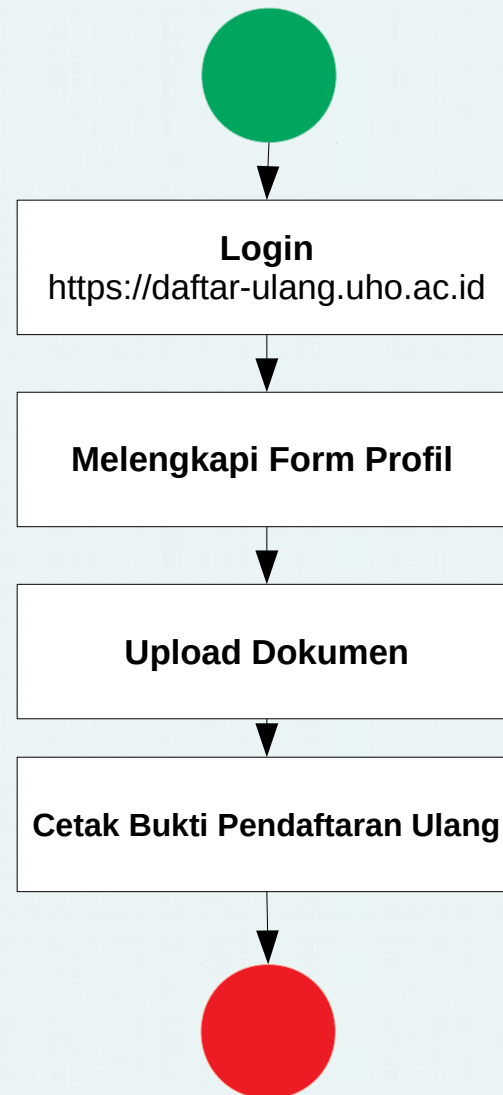 Login
https://daftar-ulang.uho.ac.id
Melengkapi Form Profil
Upload Dokumen
Cetak Bukti Pendaftaran Ulang